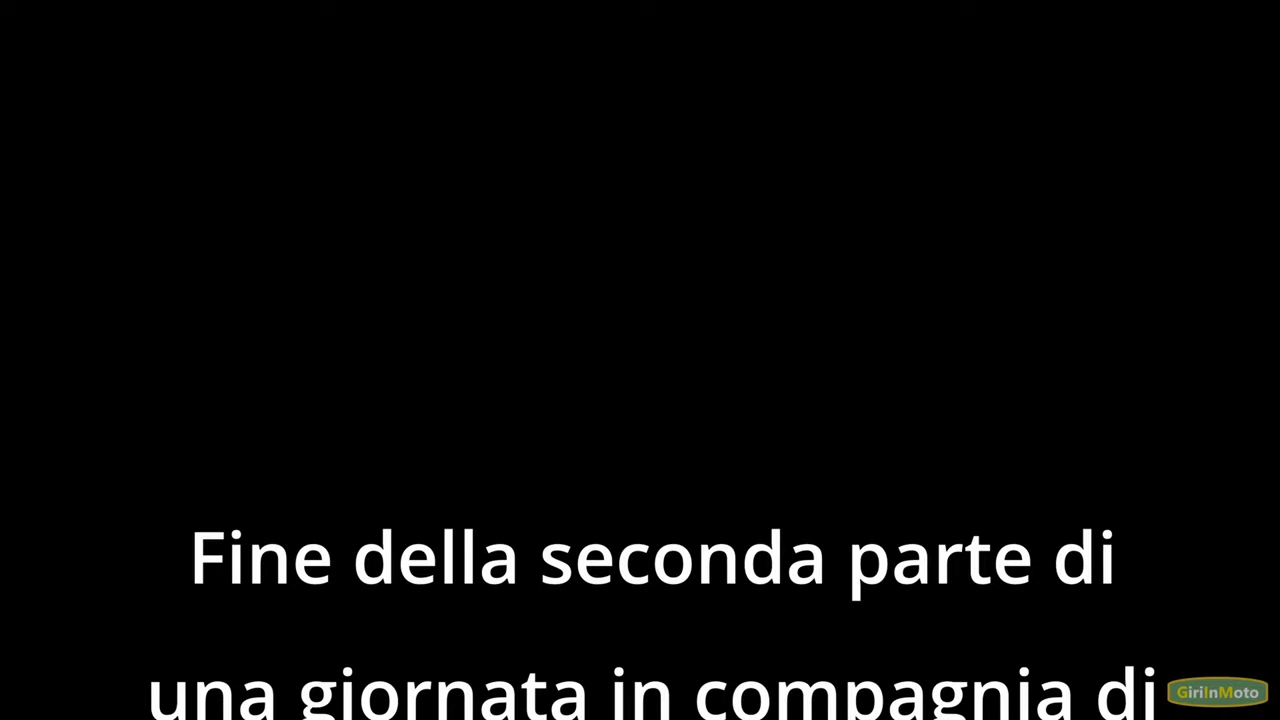 Fine della seconda parte di
una giornata in compagnia di
GiriInMoto